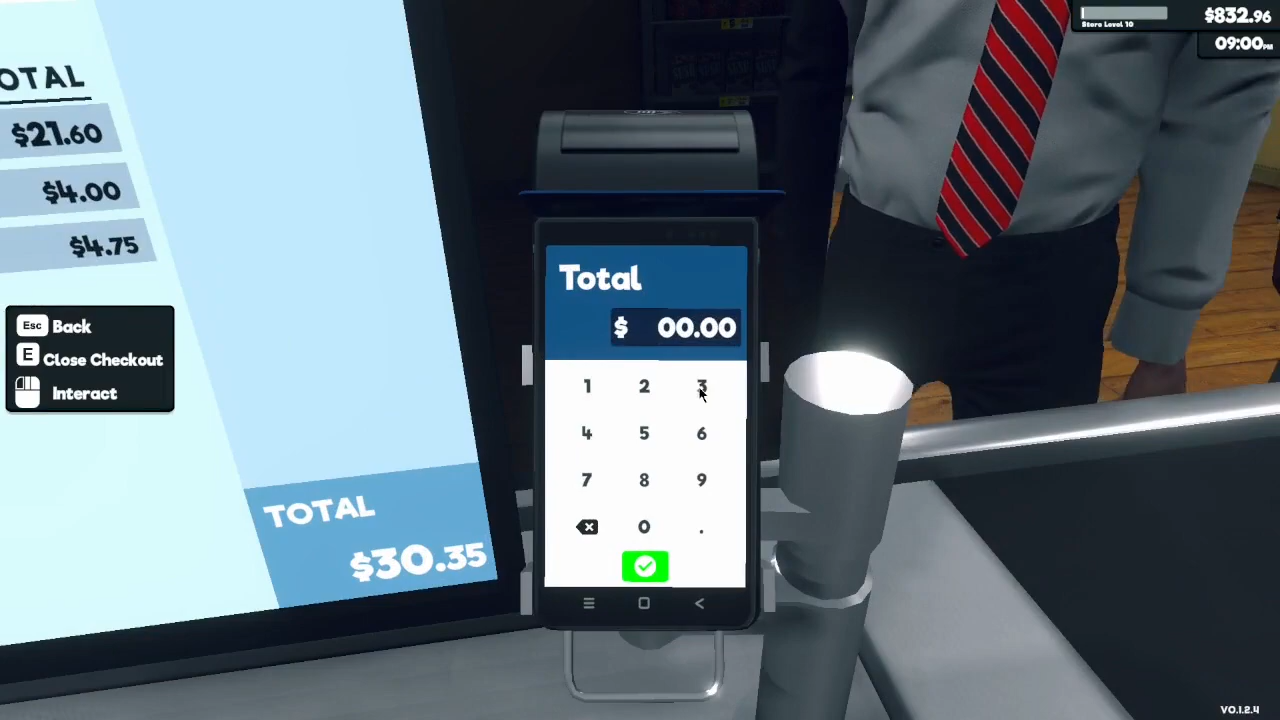 OTAL
$21.60
$4.00
$4.75
Esc Back
E Close Checkout
Interact
TOTAL
$30.35
Total
$ 00.00
1 2 3
4 5 6
7 8 9
0 .
$832.96
Store Level 10
09:00PM
V0.1.2.4